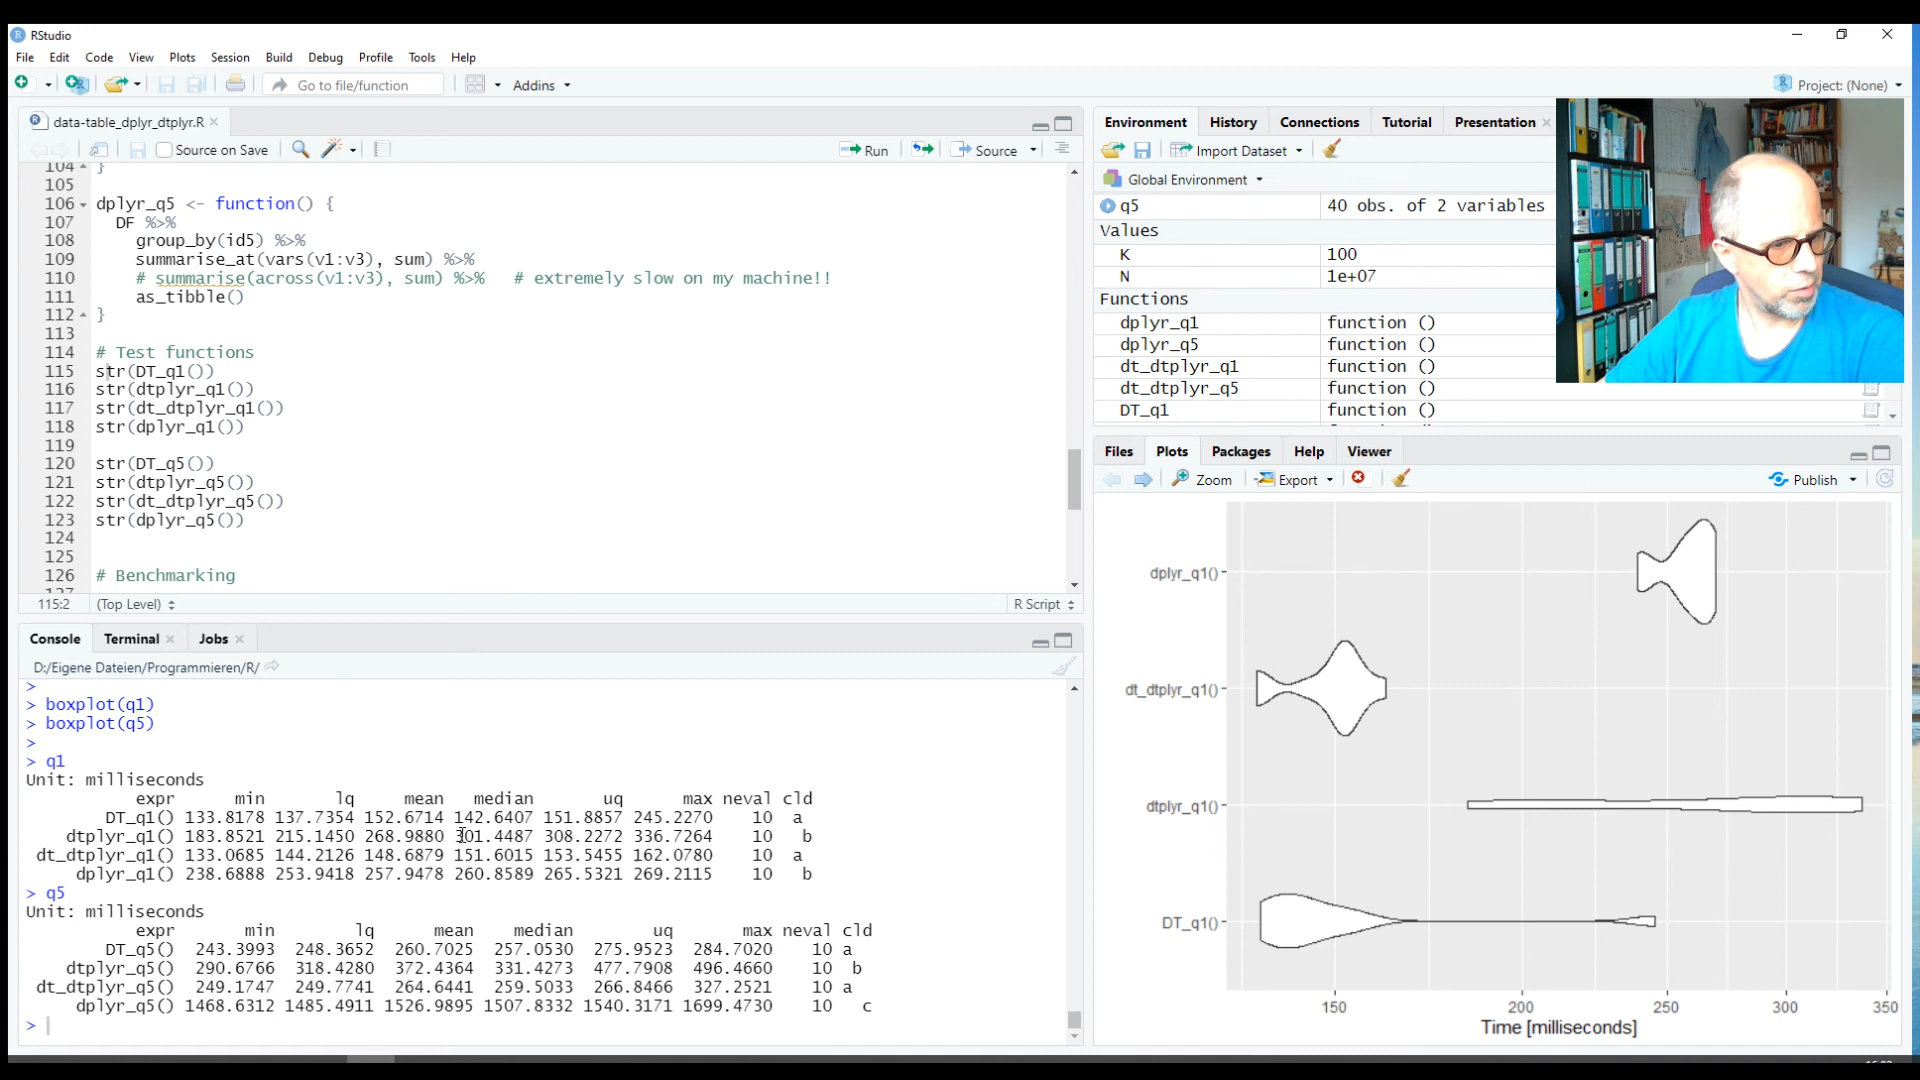 RStudio
File Edit Code View Plots Session Build Debug Profile Tools Help
Go to file/function Addins Project: (None)
data-table_dplyr_dtplyr.R
Source on Save Run Source
104 }
105
106 dplyr_q5 <- function() {
107 DF %>%
108 group_by(id5) %>%
109 summarise_at(vars(v1:v3), sum) %>%
110 # summarise(across(v1:v3), sum) %>% # extremely slow on my machine!!
111 as_tibble()
112 }
113
114 # Test functions
115 str(DT_q1())
116 str(dtplyr_q1())
117 str(dt_dtplyr_q1())
118 str(dplyr_q1())
119
120 str(DT_q5())
121 str(dtplyr_q5())
122 str(dt_dtplyr_q5())
123 str(dplyr_q5())
124
125
126 # Benchmarking
115:2 (Top Level) R Script
Console Terminal Jobs
D:/Eigene Dateien/Programmieren/R/
>
> boxplot(q1)
> boxplot(q5)
>
> q1
Unit: milliseconds
expr min lq mean median uq max neval cld
DT_q1() 133.8178 137.7354 152.6714 142.6407 151.8857 245.2270 10 a
dtplyr_q1() 183.8521 215.1450 268.9880 301.4487 308.2272 336.7264 10 b
dt_dtplyr_q1() 133.0685 144.2126 148.6879 151.6015 153.5455 162.0780 10 a
dplyr_q1() 238.6888 253.9418 257.9478 260.8589 265.5321 269.2115 10 b
> q5
Unit: milliseconds
expr min lq mean median uq max neval cld
DT_q5() 243.3993 248.3652 260.7025 257.0530 275.9523 284.7020 10 a
dtplyr_q5() 290.6766 318.4280 372.4364 331.4273 477.7908 496.4660 10 b
dt_dtplyr_q5() 249.1747 249.7741 264.6441 259.5033 266.8466 327.2521 10 a
dplyr_q5() 1468.6312 1485.4911 1526.9895 1507.8332 1540.3171 1699.4730 10 c
>
Environment History Connections Tutorial Presentation
Import Dataset
Global Environment
q5 40 obs. of 2 variables
Values
K 100
N 1e+07
Functions
dplyr_q1 function ()
dplyr_q5 function ()
dt_dtplyr_q1 function ()
dt_dtplyr_q5 function ()
DT_q1 function ()
Files Plots Packages Help Viewer
Zoom Export Publish
dplyr_q1()
dt_dtplyr_q1()
dtplyr_q1()
DT_q1()
150 200 250 300 350
Time [milliseconds]